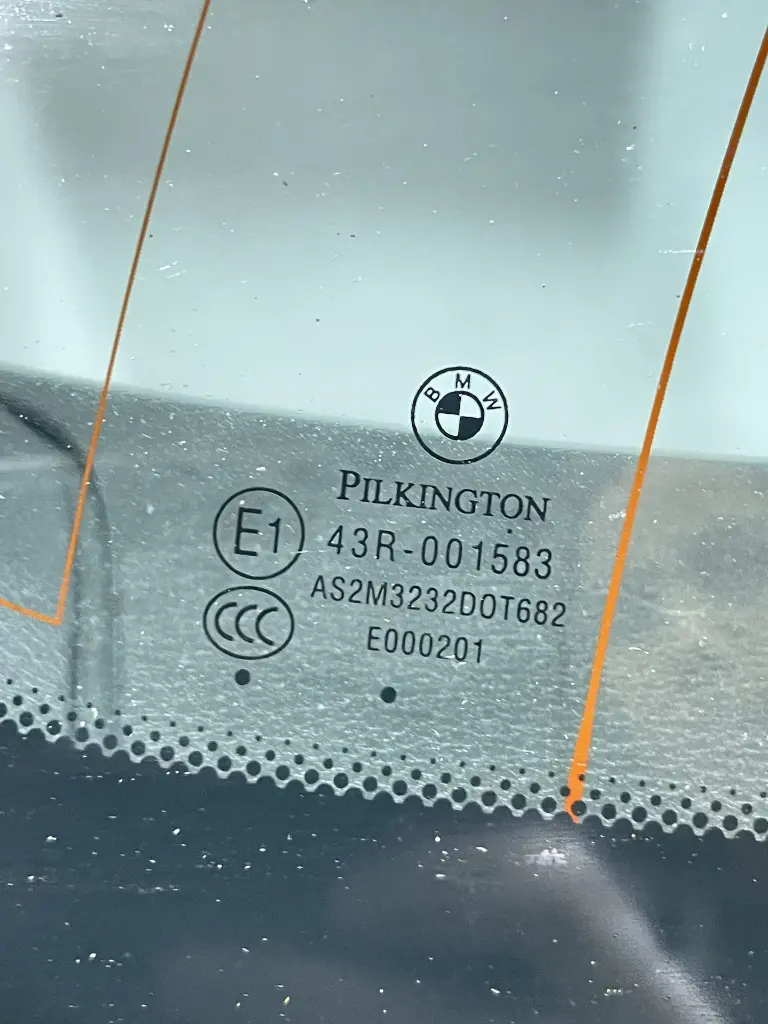 BMW
PILKINGTON
E1 43R-001583
AS2M3232DOT682
CCC E000201